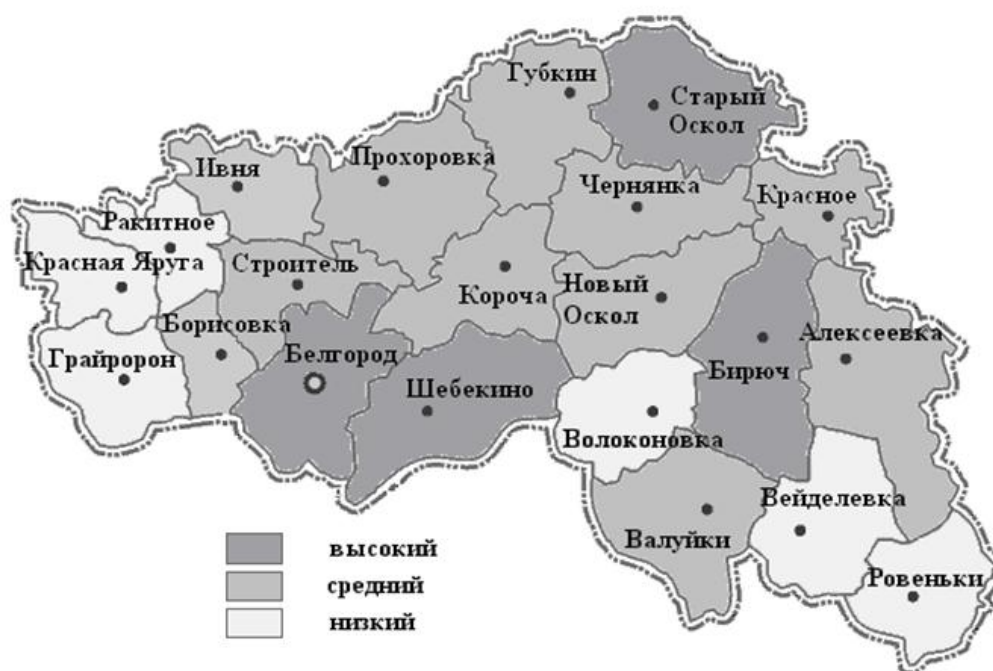 Губкин
Старый
Оскол
Прохоровка
Ивня
Чернянка
Красное
Ракитное
Красная Яруга
Строитель
Короча
Новый
Оскол
Борисовка
Алексеевка
Грайророн
Белгород
Шебекино
Бирюч
Волоконовка
Вейделевка
Валуйки
Ровеньки
высокий
средний
низкий